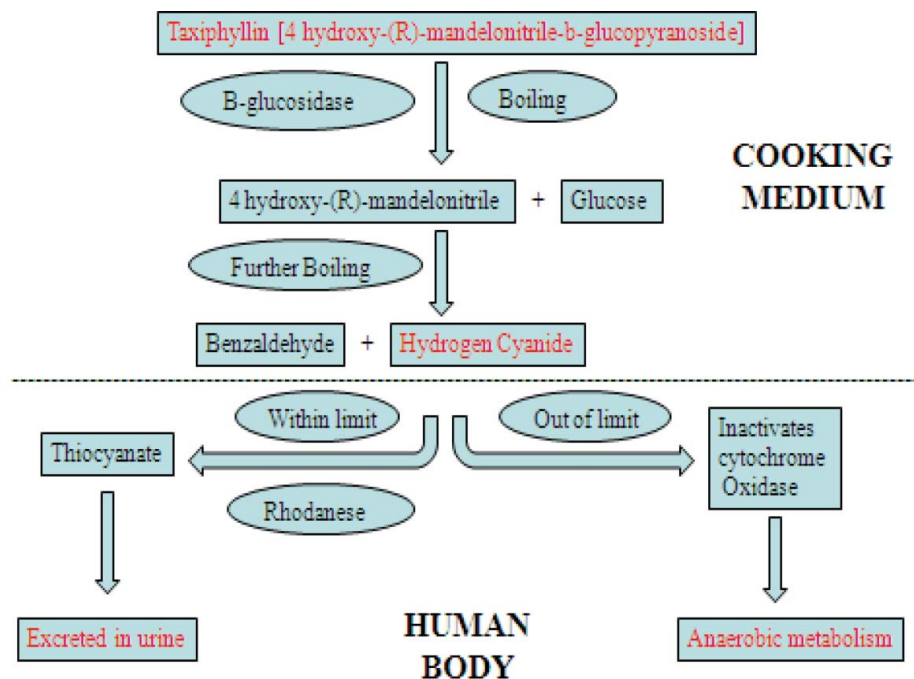 Taxiphyllin [4 hydroxy-(R)-mandelonitrile-b-glucopyranoside]
B-glucosidase
Boiling
COOKING
MEDIUM
4 hydroxy-(R)-mandelonitrile + Glucose
Further Boiling
Benzaldehyde + Hydrogen Cyanide
Within limit
Out of limit
Thiocyanate
Inactivates
cytochrome
Oxidase
Rhodanese
Excreted in urine
HUMAN
BODY
Anaerobic metabolism